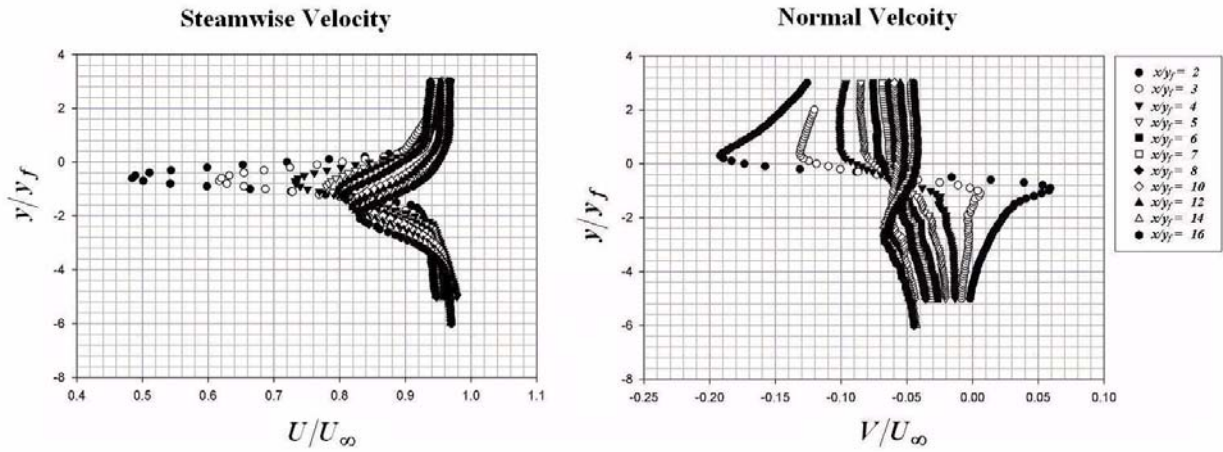 Steamwise Velocity
4
2
0
-2
-4
-6
-8
y/y_f
0.4 0.5 0.6 0.7 0.8 0.9 1.0 1.1
U/U∞
Normal Velcoity
4
2
0
-2
-4
-6
-8
y/y_f
-0.25 -0.20 -0.15 -0.10 -0.05 0.00 0.05 0.10
V/U∞
x/y_f = 2
x/y_f = 3
x/y_f = 4
x/y_f = 5
x/y_f = 6
x/y_f = 7
x/y_f = 8
x/y_f = 10
x/y_f = 12
x/y_f = 14
x/y_f = 16